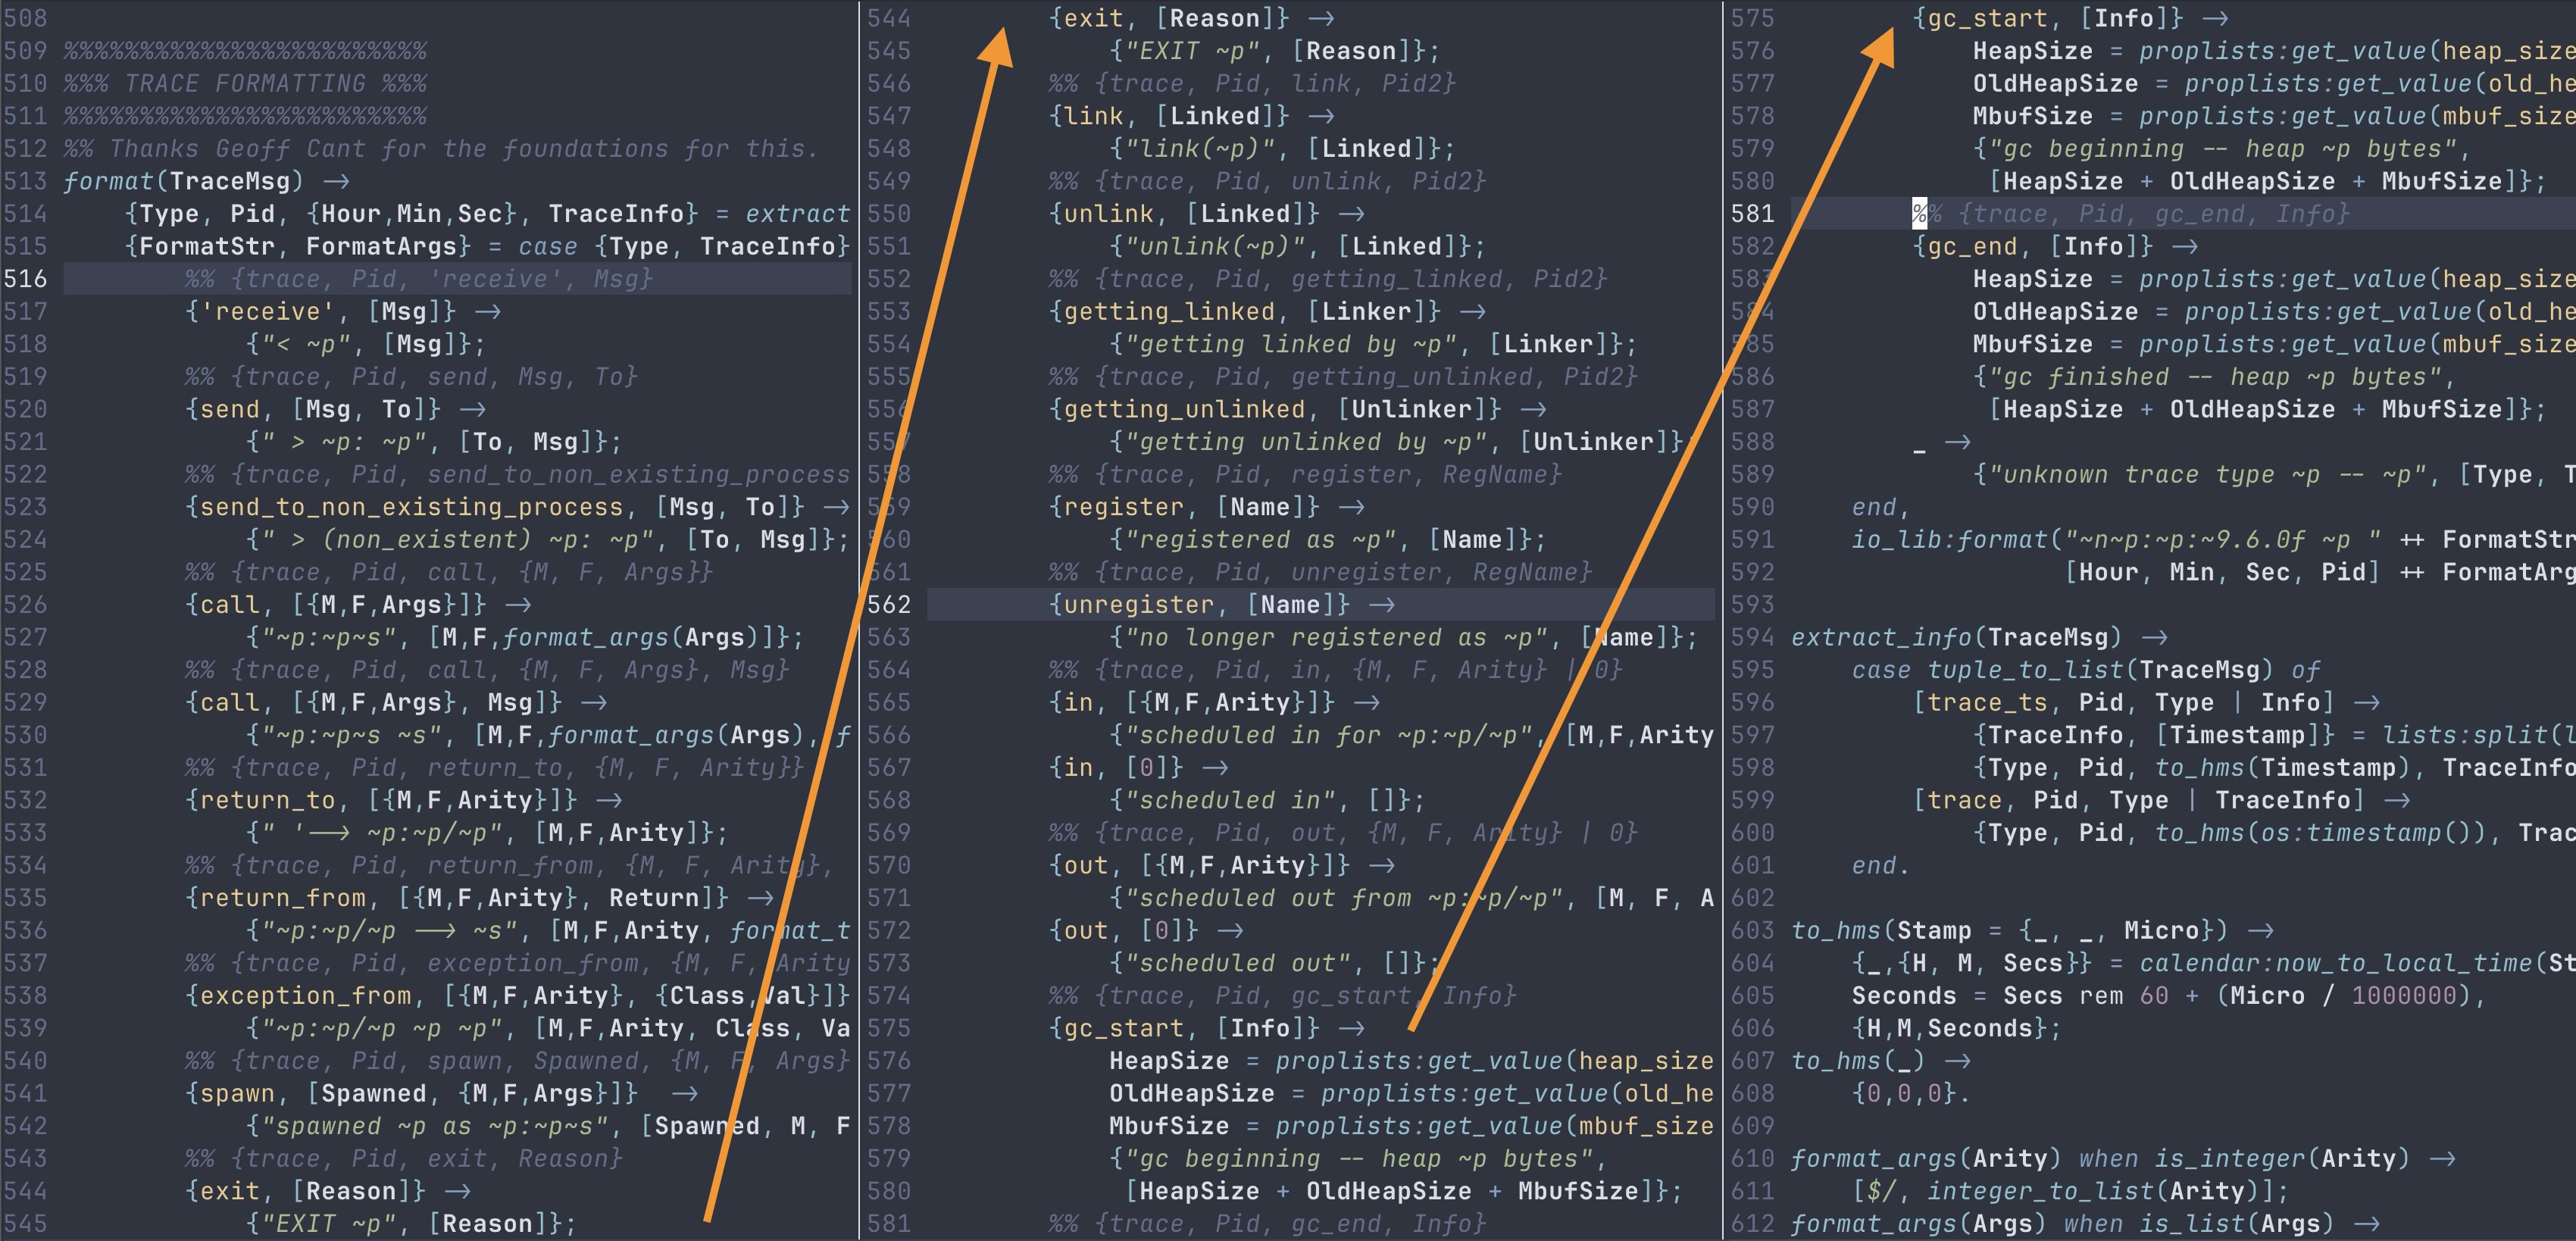 508
509 %%%%%%%%%%%%%%%%%%%%%%%%
510 %%% TRACE FORMATTING %%%
511 %%%%%%%%%%%%%%%%%%%%%%%%
512 %% Thanks Geoff Cant for the foundations for this.
513 format(TraceMsg) ->
514     {Type, Pid, {Hour,Min,Sec}, TraceInfo} = extract
515     {FormatStr, FormatArgs} = case {Type, TraceInfo}
516         %% {trace, Pid, 'receive', Msg}
517         {'receive', [Msg]} ->
518             {"< ~p", [Msg]};
519         %% {trace, Pid, send, Msg, To}
520         {send, [Msg, To]} ->
521             {" > ~p: ~p", [To, Msg]};
522         %% {trace, Pid, send_to_non_existing_process
523         {send_to_non_existing_process, [Msg, To]} ->
524             {" > (non_existent) ~p: ~p", [To, Msg]};
525         %% {trace, Pid, call, {M, F, Args}}
526         {call, [{M,F,Args}]} ->
527             {"~p:~p~s", [M,F,format_args(Args)]};
528         %% {trace, Pid, call, {M, F, Args}, Msg}
529         {call, [{M,F,Args}, Msg]} ->
530             {"~p:~p~s ~s", [M,F,format_args(Args), f
531         %% {trace, Pid, return_to, {M, F, Arity}}
532         {return_to, [{M,F,Arity}]} ->
533             {" '--> ~p:~p/~p", [M,F,Arity]};
534         %% {trace, Pid, return_from, {M, F, Arity},
535         {return_from, [{M,F,Arity}, Return]} ->
536             {"~p:~p/~p --> ~s", [M,F,Arity, format_t
537         %% {trace, Pid, exception_from, {M, F, Arity
538         {exception_from, [{M,F,Arity}, {Class,Val}]}
539             {"~p:~p/~p ~p ~p", [M,F,Arity, Class, Va
540         %% {trace, Pid, spawn, Spawned, {M, F, Args}
541         {spawn, [Spawned, {M,F,Args}]}  ->
542             {"spawned ~p as ~p:~p~s", [Spawned, M, F
543         %% {trace, Pid, exit, Reason}
544         {exit, [Reason]} ->
545             {"EXIT ~p", [Reason]};
544         {exit, [Reason]} ->
545             {"EXIT ~p", [Reason]};
546         %% {trace, Pid, link, Pid2}
547         {link, [Linked]} ->
548             {"link(~p)", [Linked]};
549         %% {trace, Pid, unlink, Pid2}
550         {unlink, [Linked]} ->
551             {"unlink(~p)", [Linked]};
552         %% {trace, Pid, getting_linked, Pid2}
553         {getting_linked, [Linker]} ->
554             {"getting linked by ~p", [Linker]};
555         %% {trace, Pid, getting_unlinked, Pid2}
556         {getting_unlinked, [Unlinker]} ->
557             {"getting unlinked by ~p", [Unlinker]};
558         %% {trace, Pid, register, RegName}
559         {register, [Name]} ->
560             {"registered as ~p", [Name]};
561         %% {trace, Pid, unregister, RegName}
562         {unregister, [Name]} ->
563             {"no longer registered as ~p", [Name]};
564         %% {trace, Pid, in, {M, F, Arity} | 0}
565         {in, [{M,F,Arity}]} ->
566             {"scheduled in for ~p:~p/~p", [M,F,Arity
567         {in, [0]} ->
568             {"scheduled in", []};
569         %% {trace, Pid, out, {M, F, Arity} | 0}
570         {out, [{M,F,Arity}]} ->
571             {"scheduled out from ~p:~p/~p", [M, F, A
572         {out, [0]} ->
573             {"scheduled out", []};
574         %% {trace, Pid, gc_start, Info}
575         {gc_start, [Info]} ->
576             HeapSize = proplists:get_value(heap_size
577             OldHeapSize = proplists:get_value(old_he
578             MbufSize = proplists:get_value(mbuf_size
579             {"gc beginning -- heap ~p bytes",
580              [HeapSize + OldHeapSize + MbufSize]};
581         %% {trace, Pid, gc_end, Info}
575         {gc_start, [Info]} ->
576             HeapSize = proplists:get_value(heap_size
577             OldHeapSize = proplists:get_value(old_he
578             MbufSize = proplists:get_value(mbuf_size
579             {"gc beginning -- heap ~p bytes",
580              [HeapSize + OldHeapSize + MbufSize]};
581         %% {trace, Pid, gc_end, Info}
582         {gc_end, [Info]} ->
583             HeapSize = proplists:get_value(heap_size
584             OldHeapSize = proplists:get_value(old_he
585             MbufSize = proplists:get_value(mbuf_size
586             {"gc finished -- heap ~p bytes",
587              [HeapSize + OldHeapSize + MbufSize]};
588         _ ->
589             {"unknown trace type ~p -- ~p", [Type, T
590     end,
591     io_lib:format("~n~p:~p:~9.6.0f ~p " ++ FormatStr
592                   [Hour, Min, Sec, Pid] ++ FormatArg
593
594 extract_info(TraceMsg) ->
595     case tuple_to_list(TraceMsg) of
596         [trace_ts, Pid, Type | Info] ->
597             {TraceInfo, [Timestamp]} = lists:split(l
598             {Type, Pid, to_hms(Timestamp), TraceInfo
599         [trace, Pid, Type | TraceInfo] ->
600             {Type, Pid, to_hms(os:timestamp()), Trac
601     end.
602
603 to_hms(Stamp = {_, _, Micro}) ->
604     {_,{H, M, Secs}} = calendar:now_to_local_time(St
605     Seconds = Secs rem 60 + (Micro / 1000000),
606     {H,M,Seconds};
607 to_hms(_) ->
608     {0,0,0}.
609
610 format_args(Arity) when is_integer(Arity) ->
611     [$/, integer_to_list(Arity)];
612 format_args(Args) when is_list(Args) ->